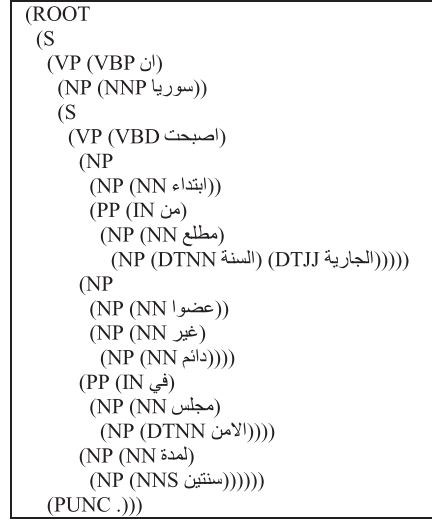 (ROOT
(S
(VP (VBP ان)
(NP (NNP سوريا))
(S
(VP (VBD اصبحت)
(NP
(NP (NN ابتداء))
(PP (IN من)
(NP (NN مطلع)
(NP (DTNN السنة) (DTJJ الجارية)))))
(NP
(NP (NN عضوا))
(NP (NN غير)
(NP (NN دائم))))
(PP (IN في)
(NP (NN مجلس)
(NP (DTNN الامن))))
(NP (NN لمدة)
(NP (NNS سنتين))))))
(PUNC .)))